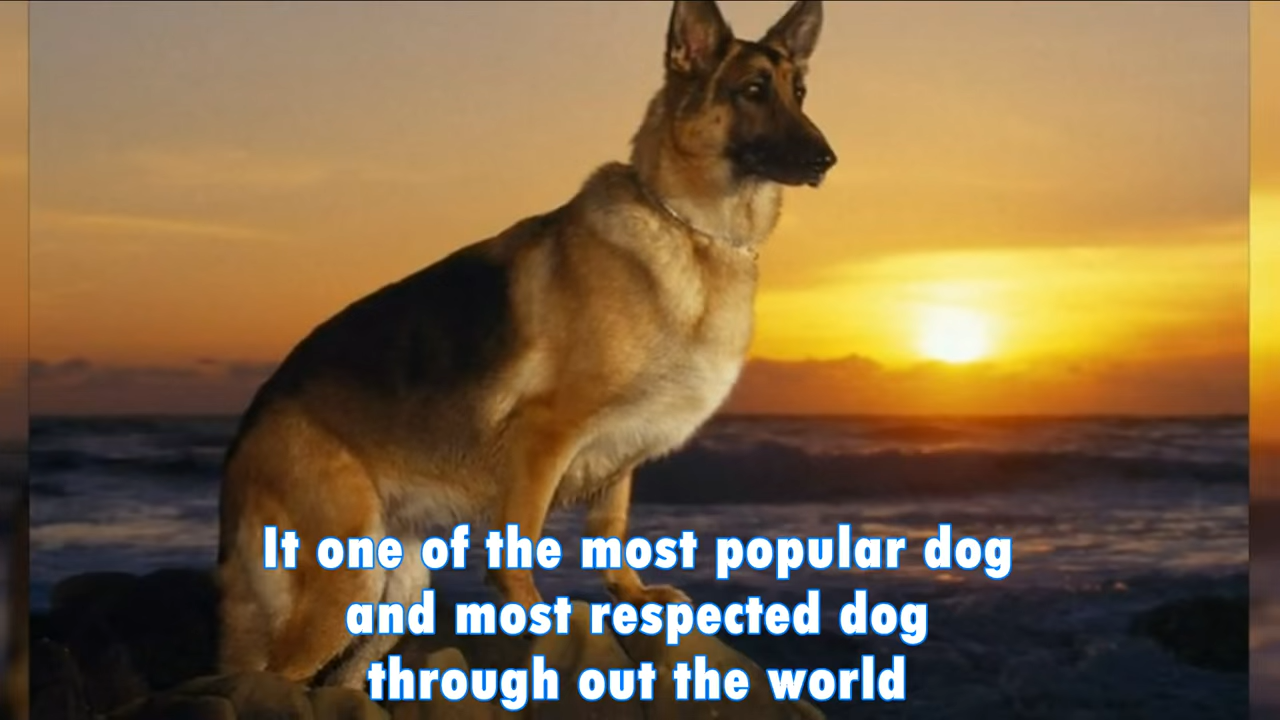 It one of the most popular dog
and most respected dog
through out the world